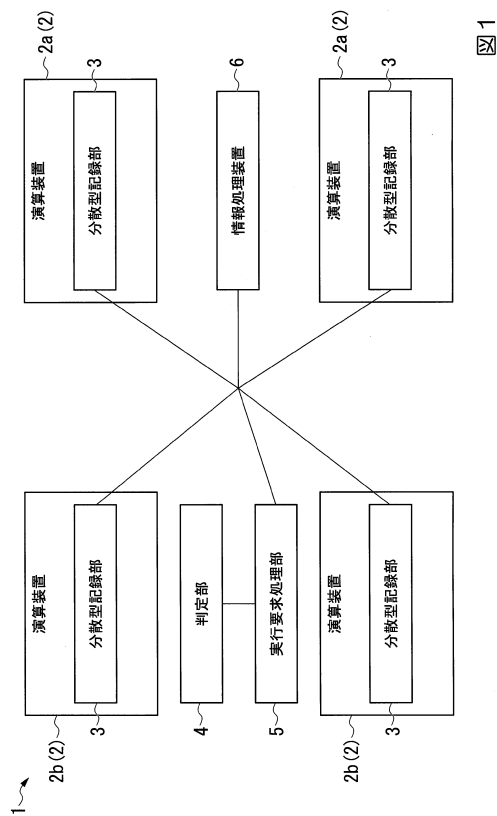 図1
1
演算装置
分散型記録部
3
2b(2)
演算装置
分散型記録部
3
2a(2)
判定部
4
実行要求処理部
5
情報処理装置
6
演算装置
分散型記録部
3
2b(2)
演算装置
分散型記録部
3
2a(2)